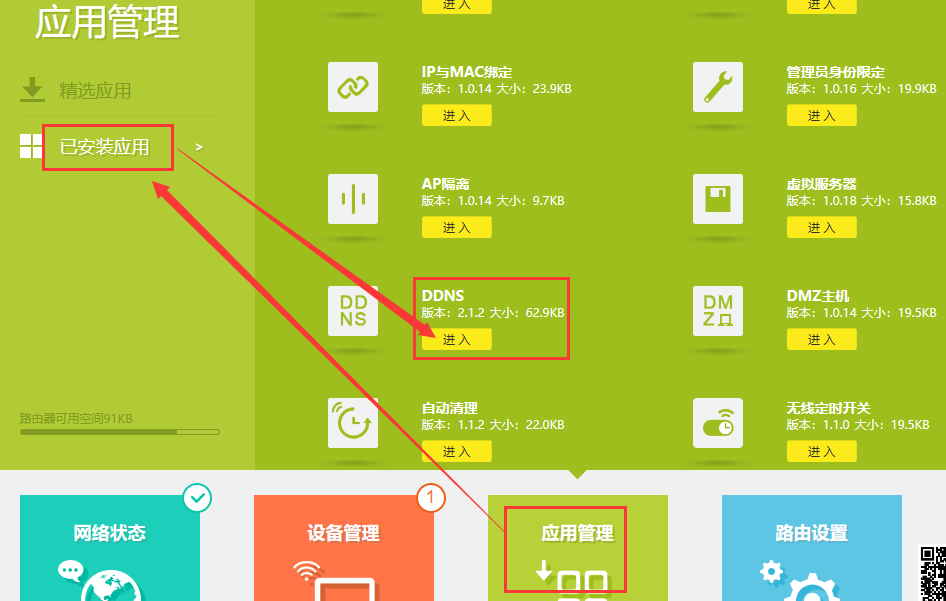 应用管理
精选应用
已安装应用
>
路由器可用空间91KB
进 入
进 入
IP与MAC绑定
版本：1.0.14 大小：23.9KB
进 入
管理员身份限定
版本：1.0.16 大小：19.9KB
进 入
AP隔离
版本：1.0.14 大小：9.7KB
进 入
虚拟服务器
版本：1.0.18 大小：15.8KB
进 入
DD
NS
DDNS
版本：2.1.2 大小：62.9KB
进 入
DM
Z
DMZ主机
版本：1.0.14 大小：19.5KB
进 入
自动清理
版本：1.1.2 大小：22.0KB
进 入
无线定时开关
版本：1.1.0 大小：19.5KB
进 入
网络状态
1
设备管理
应用管理
路由设置